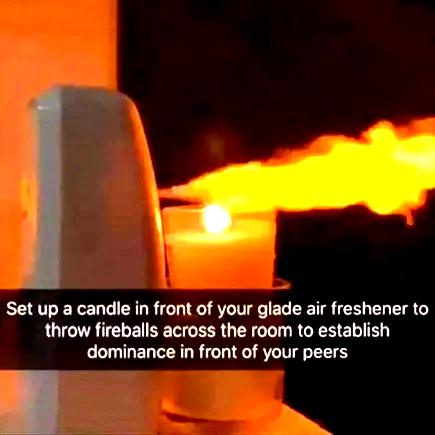 Set up a candle in front of your glade air freshener to
throw fireballs across the room to establish
dominance in front of your peers